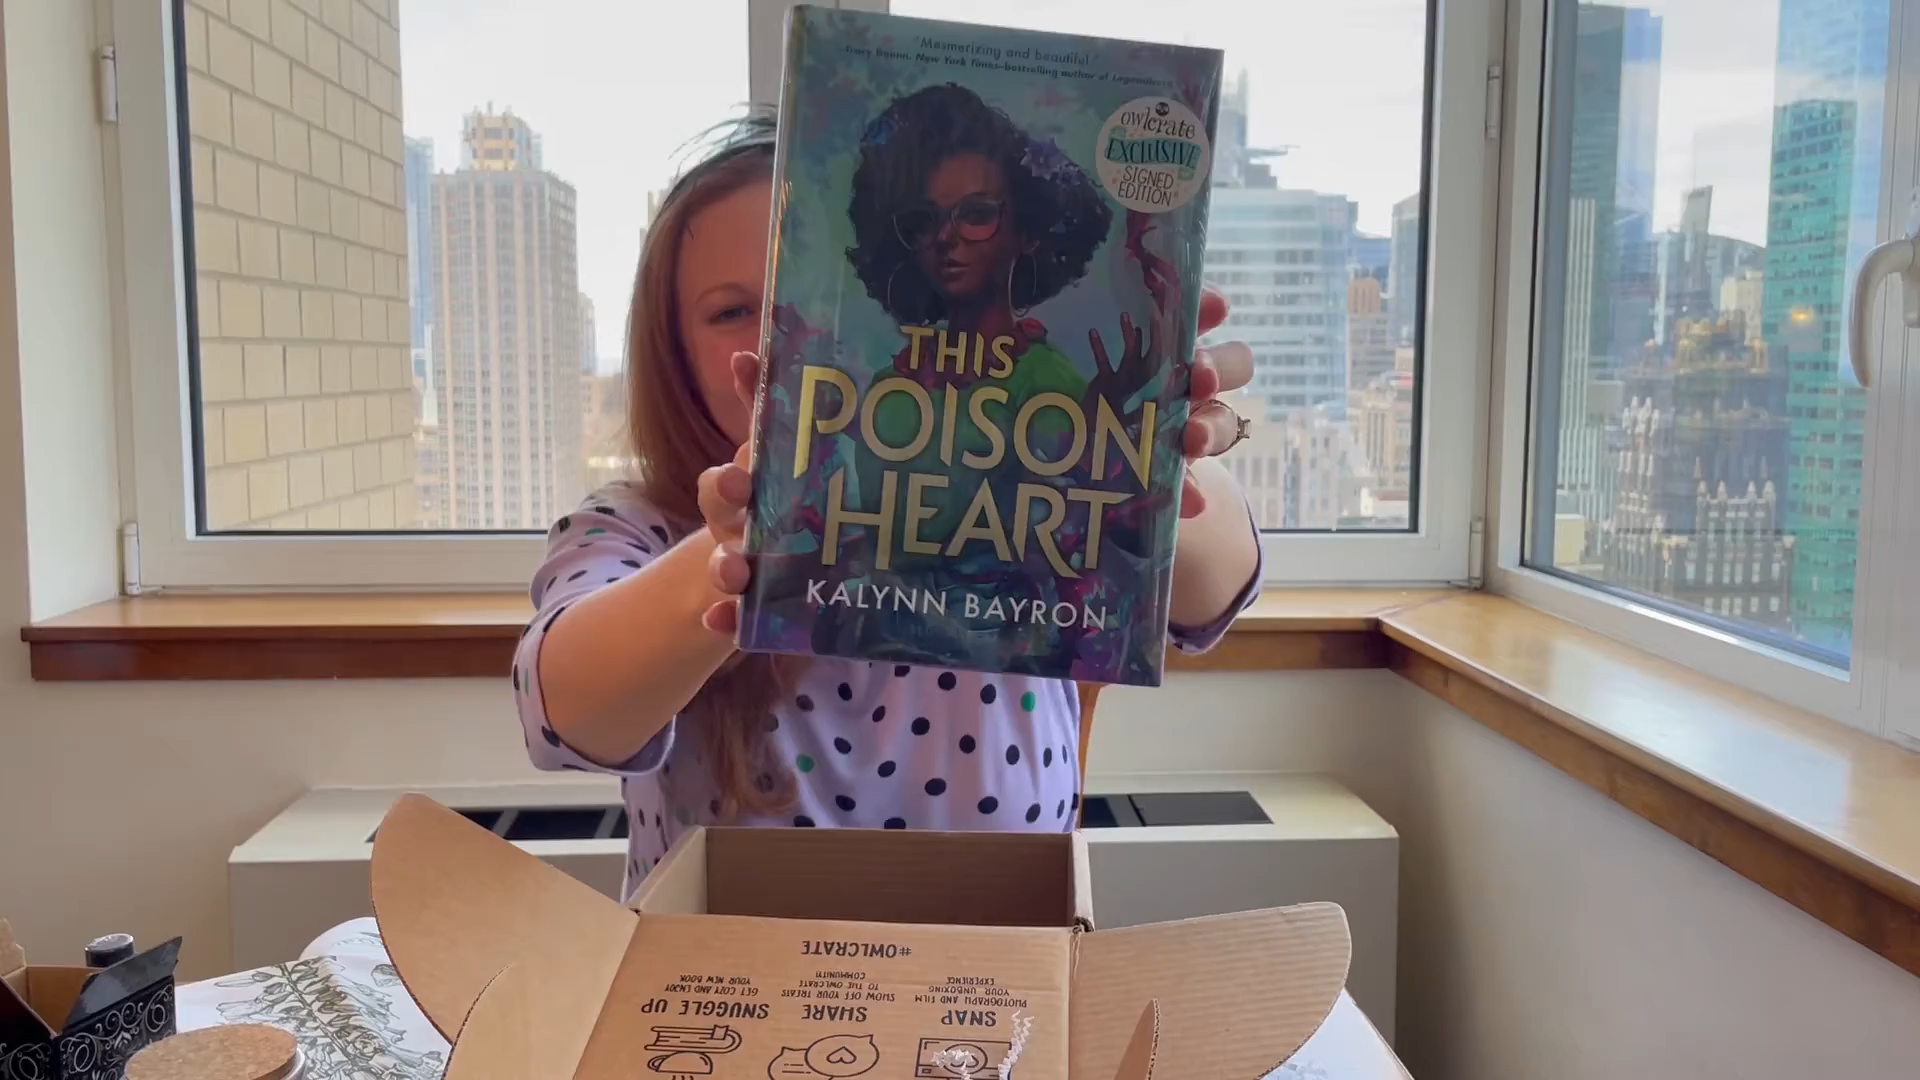 "Mesmerizing and beautiful."
New York Times-bestselling author of Legendborn
owlcrate
EXCLUSIVE
SIGNED
EDITION
THIS
POISON
HEART
KALYNN BAYRON
#OWLCRATE
SNAP
PHOTOGRAPH AND FILM
YOUR UNBOXING
EXPERIENCE
SHARE
SHOW OFF YOUR TREATS
TO THE OWLCRATE
COMMUNITY!
SNUGGLE UP
GET COZY AND ENJOY
YOUR NEW BOOK